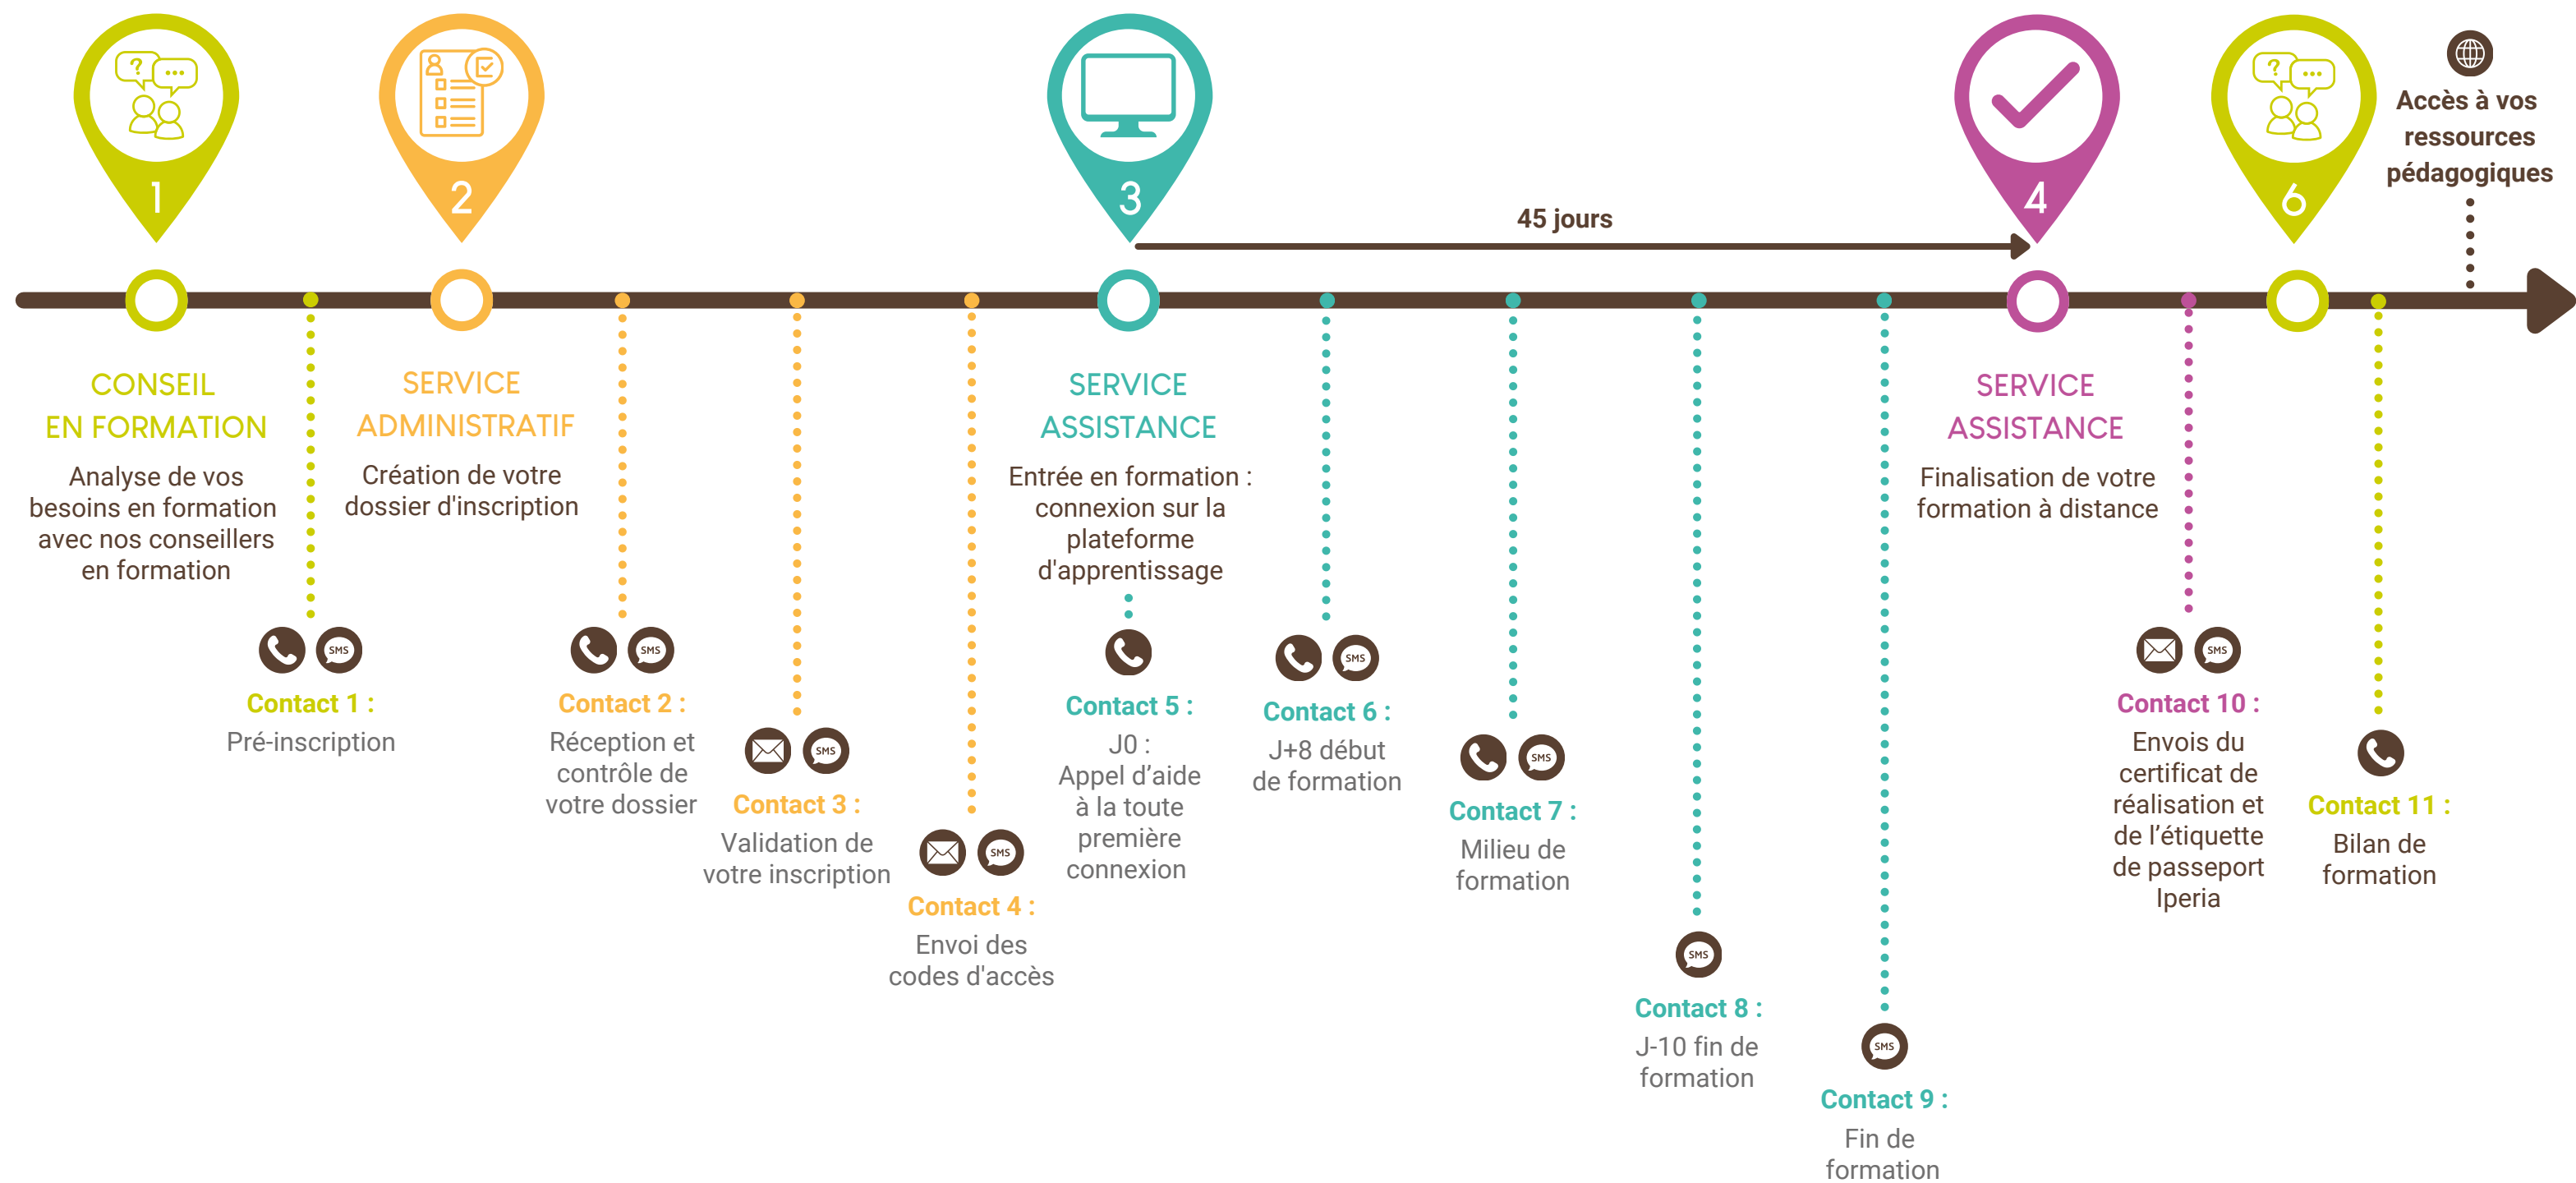 ?
...
1
2
3
45 jours
4
?
...
6
Accès à vos
ressources
pédagogiques
CONSEIL
EN FORMATION
Analyse de vos
besoins en formation
avec nos conseillers
en formation
SERVICE
ADMINISTRATIF
Création de votre
dossier d'inscription
SERVICE
ASSISTANCE
Entrée en formation :
connexion sur la
plateforme
d'apprentissage
SERVICE
ASSISTANCE
Finalisation de votre
formation à distance
SMS
Contact 1 :
Pré-inscription
SMS
Contact 2 :
Réception et
contrôle de
votre dossier
SMS
Contact 3 :
Validation de
votre inscription
SMS
Contact 4 :
Envoi des
codes d'accès
Contact 5 :
J0 :
Appel d’aide
à la toute
première
connexion
SMS
Contact 6 :
J+8 début
de formation
SMS
Contact 7 :
Milieu de
formation
SMS
Contact 8 :
J-10 fin de
formation
SMS
Contact 9 :
Fin de
formation
SMS
Contact 10 :
Envois du
certificat de
réalisation et
de l’étiquette
de passeport
Iperia
Contact 11 :
Bilan de
formation